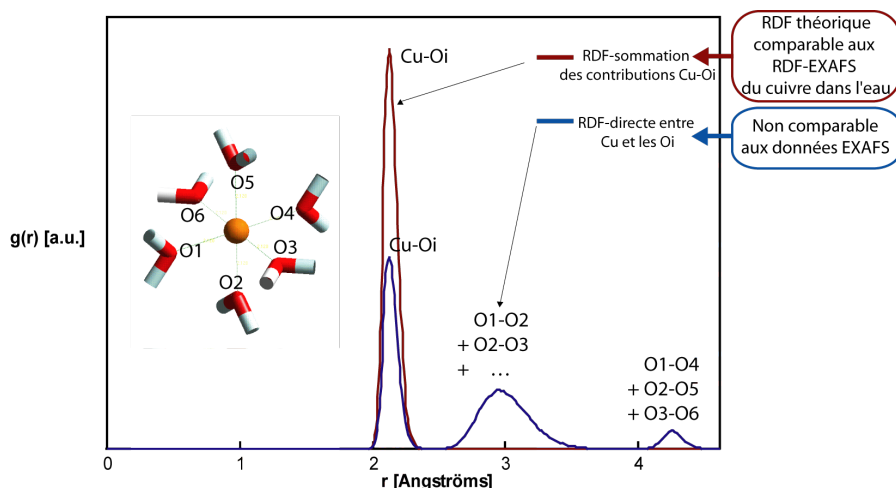 RDF théorique
comparable aux
RDF-EXAFS
du cuivre dans l'eau
Cu-Oi
RDF-sommation
des contributions Cu-Oi
RDF-directe entre
Cu et les Oi
Non comparable
aux données EXAFS
O5
O6
O4
O1
O3
O2
g(r) [a.u.]
Cu-Oi
O1-O2
+ O2-O3
+ ...
O1-O4
+ O2-O5
+ O3-O6
0
1
2
3
4
r [Angströms]